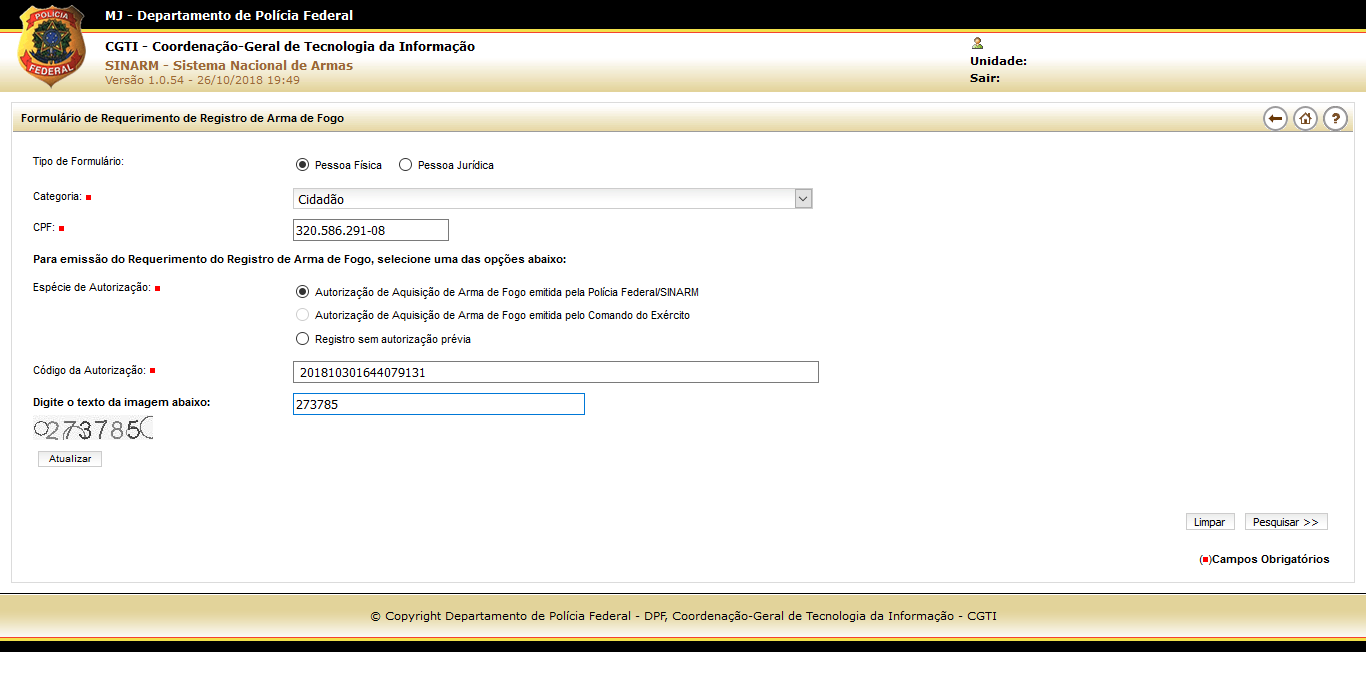 POLÍCIA
FEDERAL
MJ - Departamento de Polícia Federal
CGTI - Coordenação-Geral de Tecnologia da Informação
SINARM - Sistema Nacional de Armas
Versão 1.0.54 - 26/10/2018 19:49
Unidade:
Sair:
Formulário de Requerimento de Registro de Arma de Fogo
?
Tipo de Formulário:
Pessoa Física Pessoa Jurídica
Categoria:
Cidadão
CPF:
320.586.291-08
Para emissão do Requerimento do Registro de Arma de Fogo, selecione uma das opções abaixo:
Espécie de Autorização:
Autorização de Aquisição de Arma de Fogo emitida pela Polícia Federal/SINARM
Autorização de Aquisição de Arma de Fogo emitida pelo Comando do Exército
Registro sem autorização prévia
Código da Autorização:
201810301644079131
Digite o texto da imagem abaixo:
273785
273785
Atualizar
Limpar Pesquisar >>
(■)Campos Obrigatórios
© Copyright Departamento de Polícia Federal - DPF, Coordenação-Geral de Tecnologia da Informação - CGTI